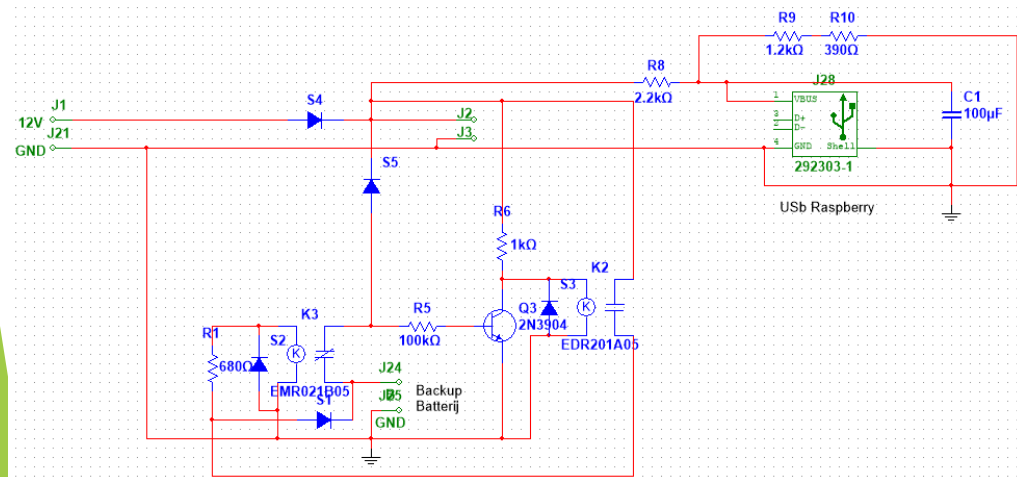 R9
R10
1.2kΩ
390Ω
R8
2.2kΩ
J28
VBUS
D+
D-
GND
Shell
1
3
2
4
292303-1
C1
100µF
USb Raspberry
J1
12V
J21
GND
S4
J2
J3
S5
R6
1kΩ
S3
K2
K
EDR201A05
Q3
2N3904
R5
100kΩ
K3
K
R1
680Ω
S2
EMR021B05
S1
J24
GND
Backup
Batterij